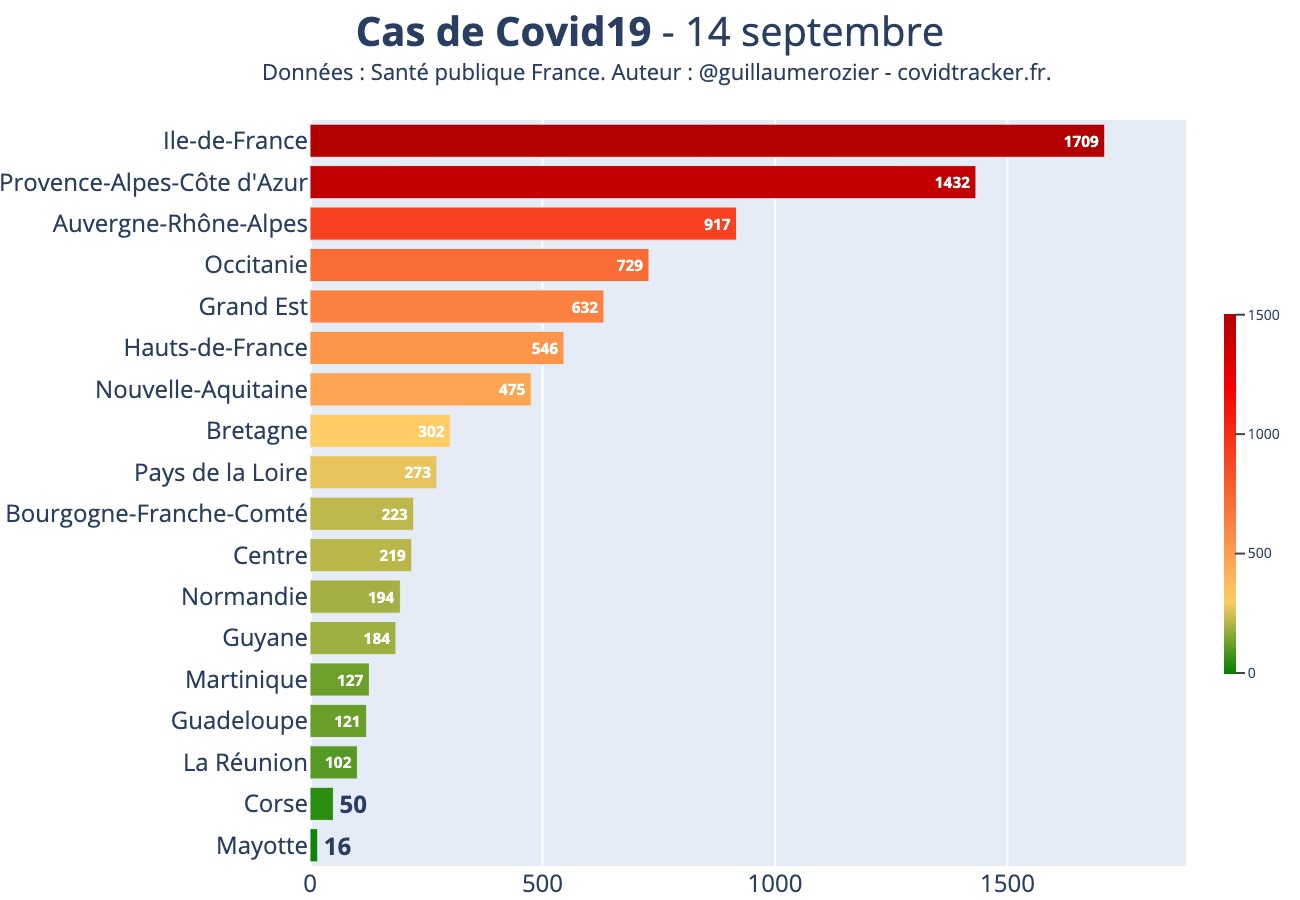 Cas de Covid19 - 14 septembre
Données : Santé publique France. Auteur : @guillaumerozier - covidtracker.fr.
Ile-de-France 1709
Provence-Alpes-Côte d'Azur 1432
Auvergne-Rhône-Alpes 917
Occitanie 729
Grand Est 632
Hauts-de-France 546
Nouvelle-Aquitaine 475
Bretagne 302
Pays de la Loire 273
Bourgogne-Franche-Comté 223
Centre 219
Normandie 194
Guyane 184
Martinique 127
Guadeloupe 121
La Réunion 102
Corse 50
Mayotte 16
0 500 1000 1500
1500
1000
500
0